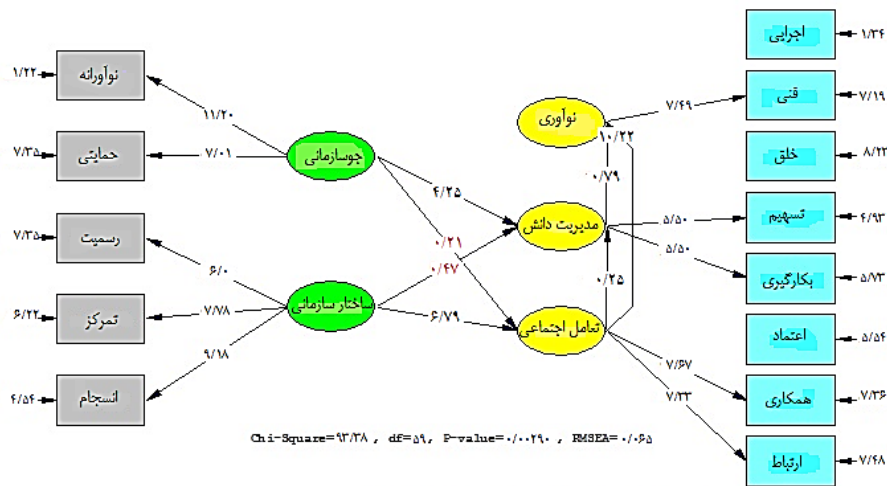 اجرایی
۱/۳۴
۱/۲۲
نوآورانه
۱۱/۲۰
فنی
۷/۱۹
۷/۴۹
نوآوری
۱۰/۲۲
حمایتی
۷/۳۵
۷/۰۱
جوسازمانی
خلق
۸/۲۲
۴/۲۵
۰/۷۹
تسهیم
۴/۹۳
۵/۵۰
مدیریت دانش
رسمیت
۷/۳۵
۰/۲۱
۰/۴۷
۵/۵۰
بکارگیری
۵/۷۳
۶/۰
ساختار سازمانی
۰/۲۵
تمرکز
۶/۲۲
۷/۷۸
۶/۷۹
تعامل اجتماعی
اعتماد
۵/۵۴
۹/۱۸
۷/۶۷
انسجام
۴/۵۴
همکاری
۷/۳۶
۷/۳۳
Chi-Square=۹۳/۳۸ , df=۵۹, P-value=۰/۰۰۲۹۰ , RMSEA=۰/۰۶۵
ارتباط
۷/۴۸